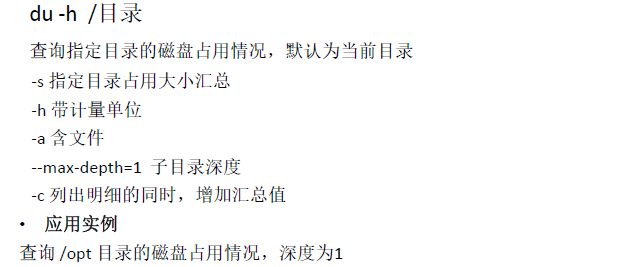 du -h /目录
查询指定目录的磁盘占用情况，默认为当前目录
-s 指定目录占用大小汇总
-h 带计量单位
-a 含文件
--max-depth=1 子目录深度
-c 列出明细的同时，增加汇总值
• 应用实例
查询 /opt 目录的磁盘占用情况，深度为1